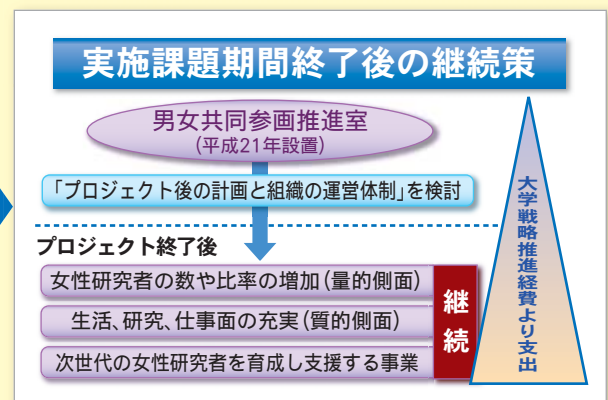 実施課題期間終了後の継続策
男女共同参画推進室
(平成21年設置)
「プロジェクト後の計画と組織の運営体制」を検討
プロジェクト終了後
女性研究者の数や比率の増加(量的側面)
生活、研究、仕事面の充実(質的側面)
次世代の女性研究者を育成し支援する事業
継続
大学戦略推進経費より支出